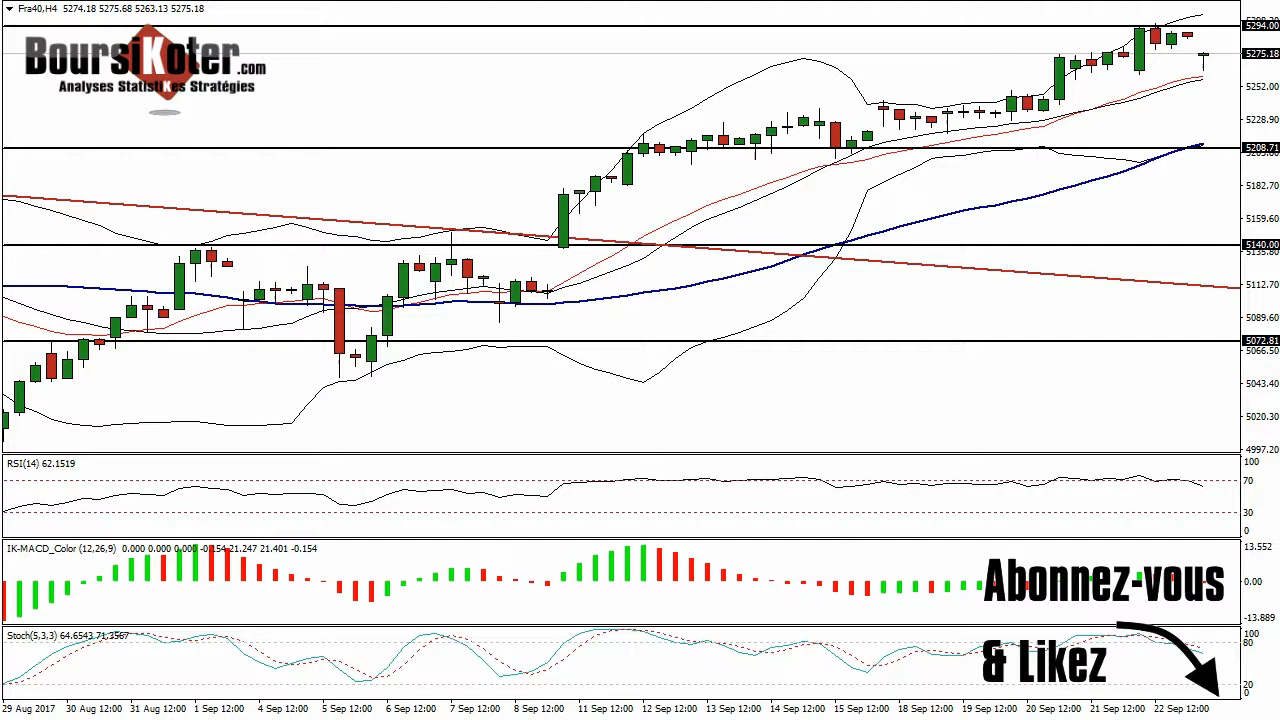 Fra40,H4 5274.18 5275.68 5263.13 5275.18
BoursiKoter.com
Analyses StatistiKes Stratégies
5294.00
5275.18
5252.00
5228.90
5208.71
5182.70
5159.60
5140.00
5135.80
5112.70
5089.60
5072.81
5066.50
5043.40
5020.30
4997.20
RSI(14) 62.1519
100
70
30
0
IK-MACD_Color (12,26,9) 0.000 0.000 0.000 -0.154 21.247 21.401 -0.154
13.552
0.00
-13.889
Abonnez-vous
& Likez
Stoch(5,3,3) 64.6543 71.3567
100
80
20
0
29 Aug 2017
30 Aug 12:00
31 Aug 12:00
1 Sep 12:00
4 Sep 12:00
5 Sep 12:00
6 Sep 12:00
7 Sep 12:00
8 Sep 12:00
11 Sep 12:00
12 Sep 12:00
13 Sep 12:00
14 Sep 12:00
15 Sep 12:00
18 Sep 12:00
19 Sep 12:00
20 Sep 12:00
21 Sep 12:00
22 Sep 12:00